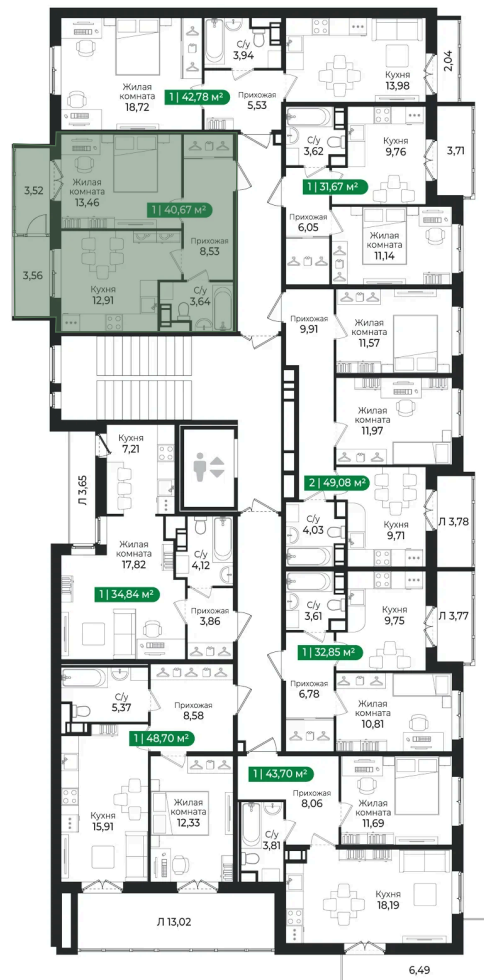 С/у
3,94
Жилая
комната
18,72
1 | 42,78 м²
Прихожая
5,53
Кухня
13,98
2,04
3,52
Жилая
комната
13,46
1 | 40,67 м²
8,53
Прихожая
3,56
Кухня
12,91
С/у
3,64
С/у
3,62
Кухня
9,76
3,71
1 | 31,67 м²
Прихожая
6,05
Жилая
комната
11,14
Прихожая
9,91
Жилая
комната
11,57
Жилая
комната
11,97
2 | 49,08 м²
С/у
4,03
Кухня
9,71
Л 3,78
Кухня
7,21
Л 3,65
Жилая
комната
17,82
С/у
4,12
1 | 34,84 м²
Прихожая
3,86
С/у
3,61
Кухня
9,75
Л 3,77
1 | 32,85 м²
Прихожая
6,78
Жилая
комната
10,81
С/у
5,37
Прихожая
8,58
1 | 48,70 м²
Кухня
15,91
Жилая
комната
12,33
1 | 43,70 м²
Прихожая
8,06
Жилая
комната
11,69
С/у
3,81
Кухня
18,19
Л 13,02
6,49